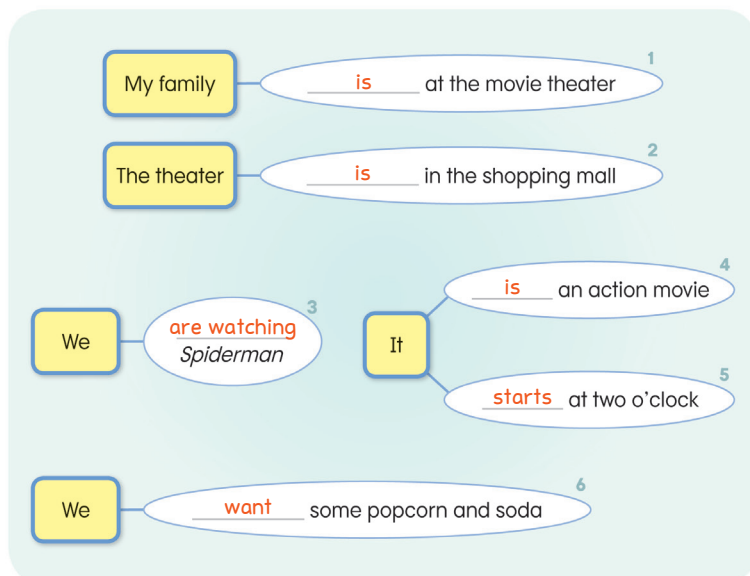 1
My family is at the movie theater
2
The theater is in the shopping mall
3
We are watching
Spiderman
4
It is an action movie
5
starts at two o'clock
6
We want some popcorn and soda